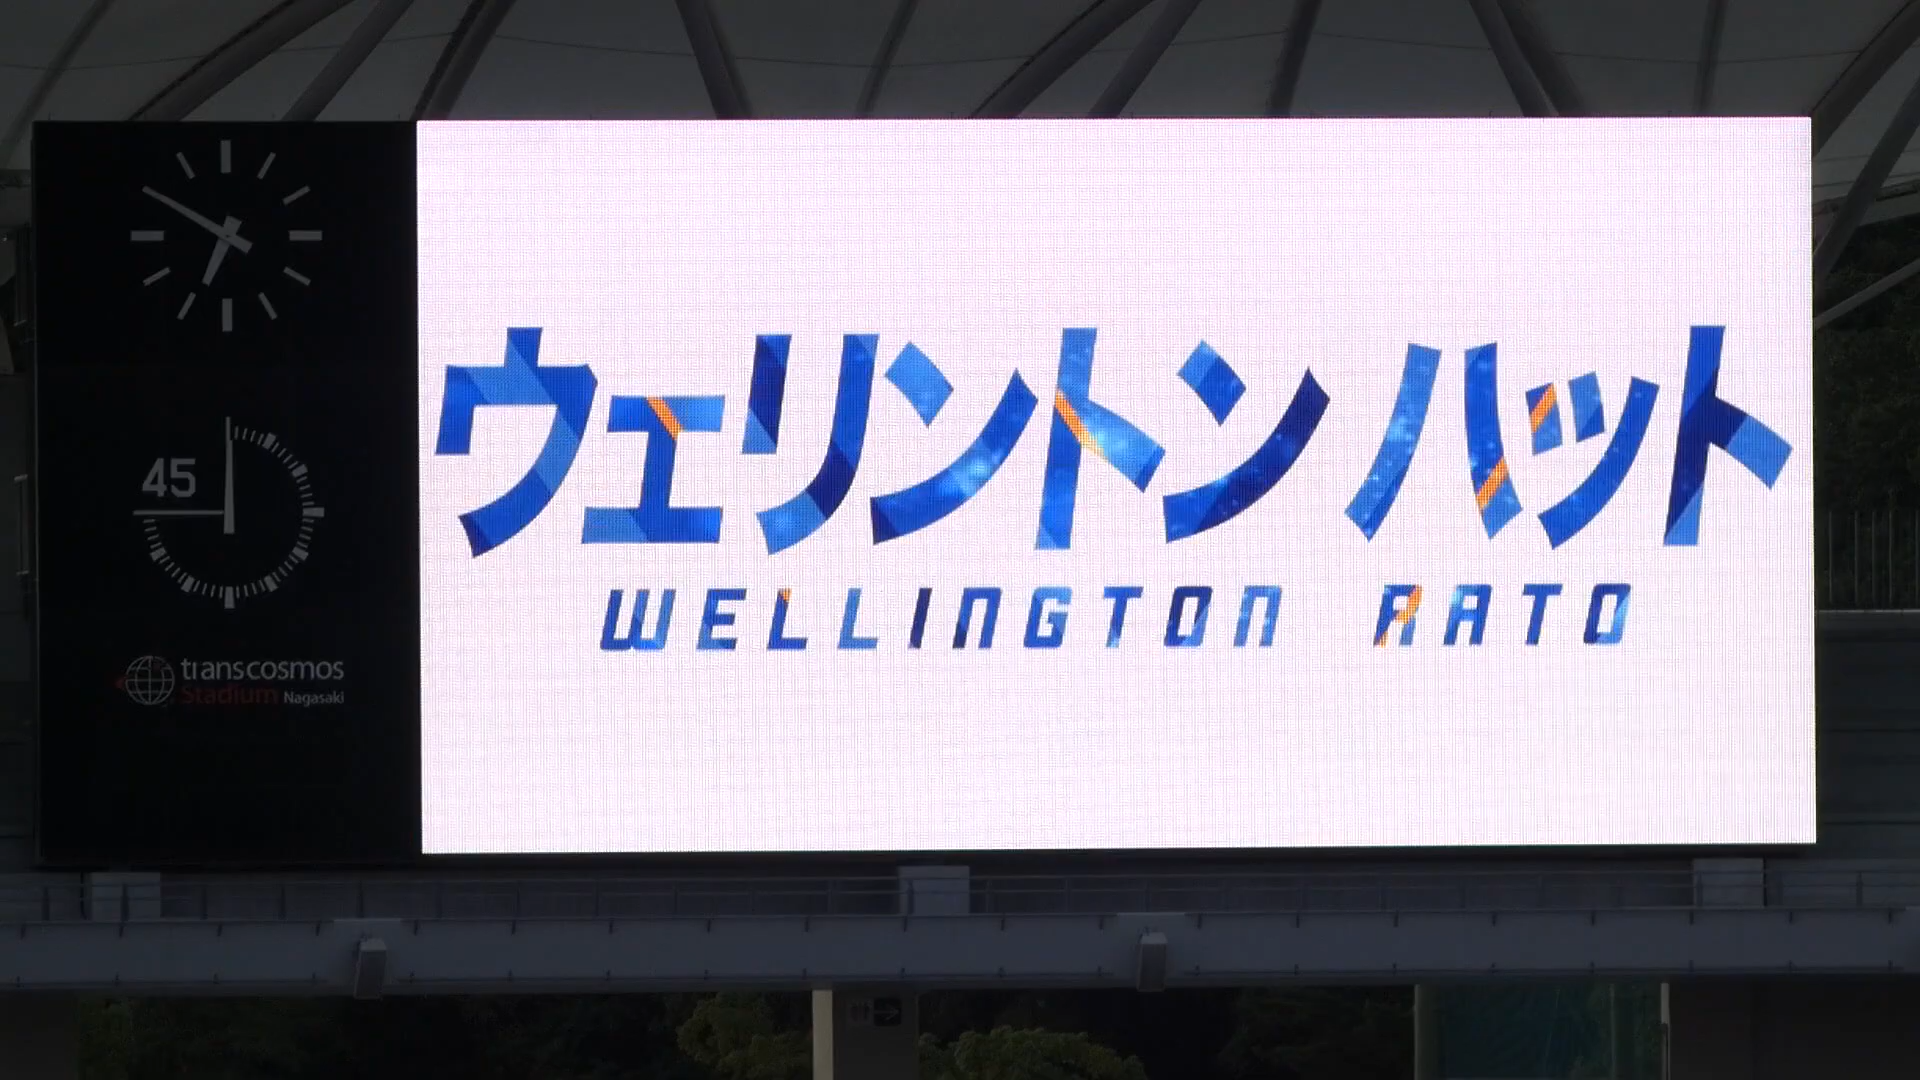 ウェリントン ハット
WELLINGTON RATO
45
transcosmos
Stadium Nagasaki